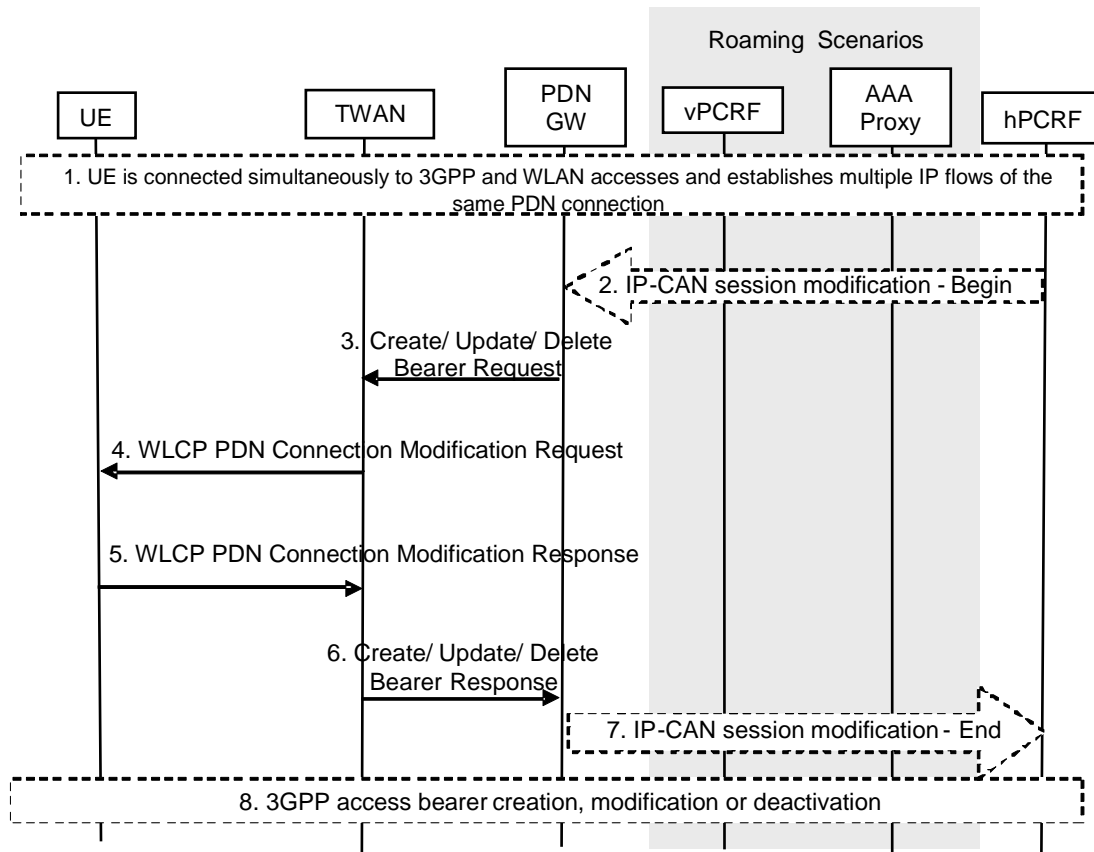 Roaming Scenarios
UE
TWAN
PDN
GW
vPCRF
AAA
Proxy
hPCRF
1. UE is connected simultaneously to 3GPP and WLAN accesses and establishes multiple IP flows of the
same PDN connection
2. IP-CAN session modification - Begin
3. Create/ Update/ Delete
Bearer Request
4. WLCP PDN Connection Modification Request
5. WLCP PDN Connection Modification Response
6. Create/ Update/ Delete
Bearer Response
7. IP-CAN session modification - End
8. 3GPP access bearer creation, modification or deactivation